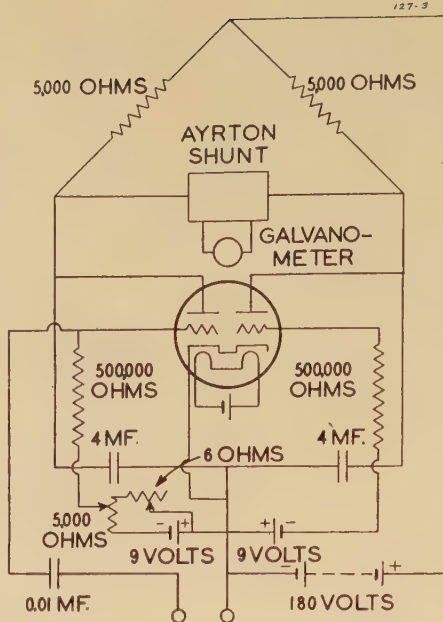 127-3
5,000 OHMS
5,000 OHMS
AYRTON
SHUNT
GALVANO-
METER
500,000
OHMS
500,000
OHMS
4 MF.
6 OHMS
4 MF.
5,000
OHMS
- +
+ -
9 VOLTS
9 VOLTS
- +
0.01 MF.
180 VOLTS